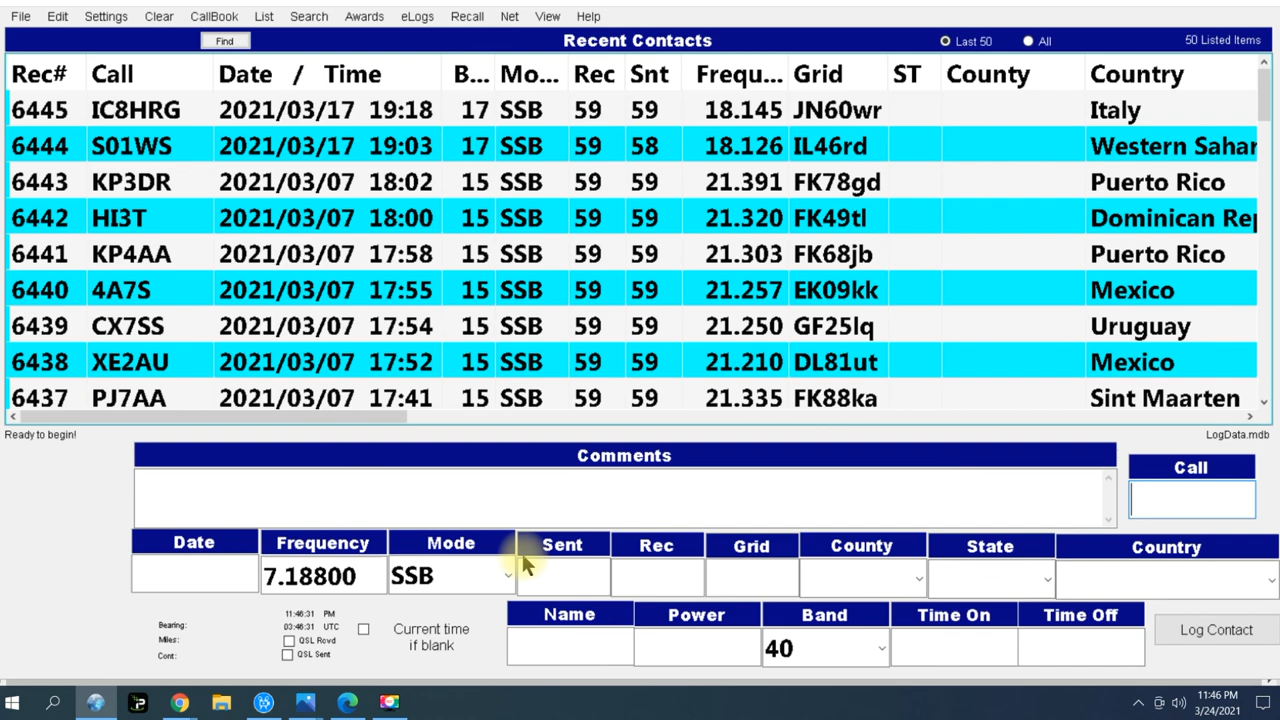 File Edit Settings Clear CallBook List Search Awards eLogs Recall Net View Help
Find Recent Contacts Last 50 All 50 Listed Items
Rec# Call Date / Time B... Mo... Rec Snt Frequ... Grid ST County Country
6445 IC8HRG 2021/03/17 19:18 17 SSB 59 59 18.145 JN60wr Italy
6444 S01WS 2021/03/17 19:03 17 SSB 59 58 18.126 IL46rd Western Sahar
6443 KP3DR 2021/03/07 18:02 15 SSB 59 59 21.391 FK78gd Puerto Rico
6442 HI3T 2021/03/07 18:00 15 SSB 59 59 21.320 FK49tl Dominican Rep
6441 KP4AA 2021/03/07 17:58 15 SSB 59 59 21.303 FK68jb Puerto Rico
6440 4A7S 2021/03/07 17:55 15 SSB 59 59 21.257 EK09kk Mexico
6439 CX7SS 2021/03/07 17:54 15 SSB 59 59 21.250 GF25lq Uruguay
6438 XE2AU 2021/03/07 17:52 15 SSB 59 59 21.210 DL81ut Mexico
6437 PJ7AA 2021/03/07 17:41 15 SSB 59 59 21.335 FK88ka Sint Maarten
Ready to begin! LogData.mdb
Comments
Call
Date Frequency Mode Sent Rec Grid County State Country
7.18800 SSB
Name Power Band Time On Time Off
Bearing: 11:46:31 PM
03:46:31 UTC
Miles: QSL Rcvd
Cont: QSL Sent
Current time
if blank
40
Log Contact
11:46 PM
3/24/2021